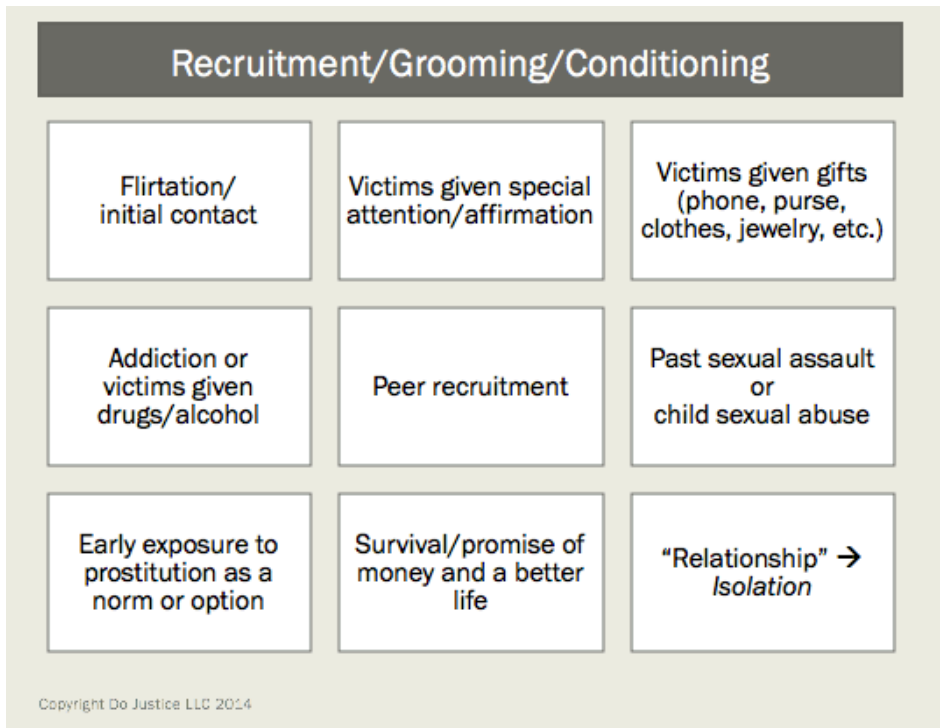 Recruitment/Grooming/Conditioning
Flirtation/
initial contact
Victims given special
attention/affirmation
Victims given gifts
(phone, purse,
clothes, jewelry, etc.)
Addiction or
victims given
drugs/alcohol
Peer recruitment
Past sexual assault
or
child sexual abuse
Early exposure to
prostitution as a
norm or option
Survival/promise of
money and a better
life
“Relationship” →
Isolation
Copyright Do Justice LLC 2014